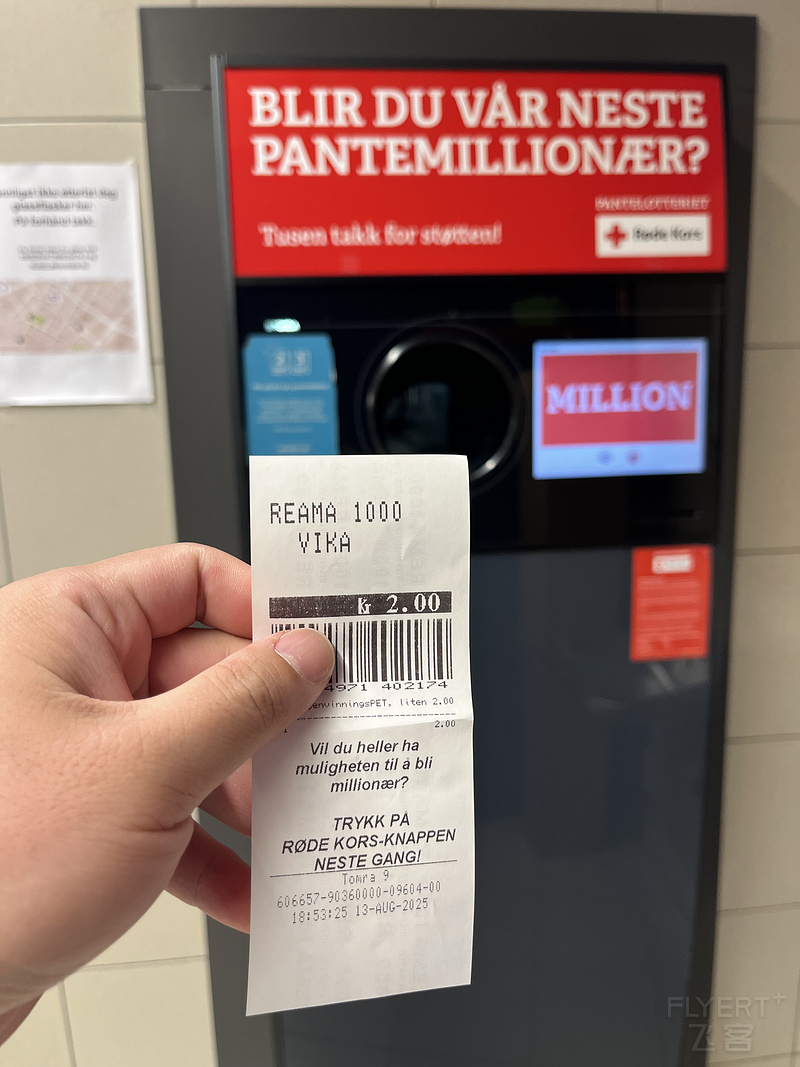 BLIR DU VÅR NESTE
PANTEMILLIONÆR?
PANTELOTTERIET
Tusen takk for støtten!
Røde Kors
MILLION
REAMA 1000
VIKA
Kr 2.00
4971 402174
envinningsPET, liten 2.00
2.00
Vil du heller ha
muligheten til å bli
millionær?
TRYKK PÅ
RØDE KORS-KNAPPEN
NESTE GANG!
Tomra 9
606657-90360000-09604-00
18:53:25 13-AUG-2025
FLYERT+
飞客